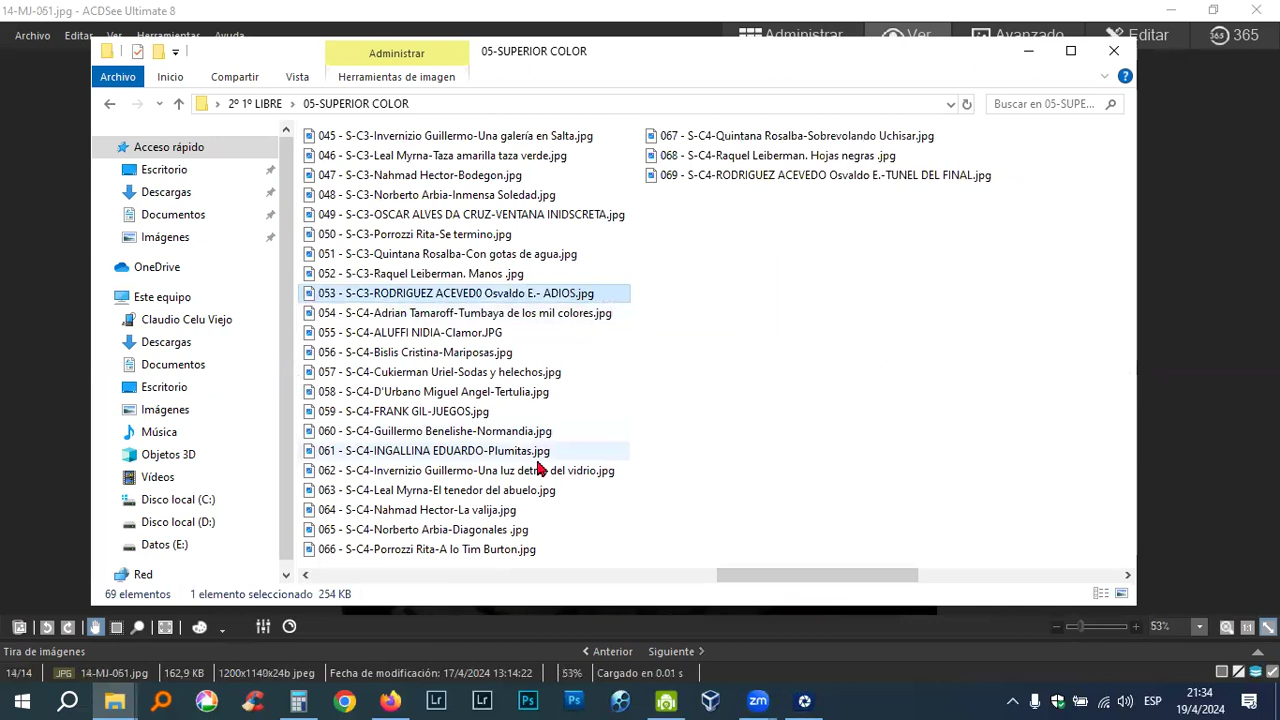 14-MJ-061.jpg - ACDSee Ultimate 8
Archivo Editar Ver Herramientas Ayuda
Administrar Ver Avanzado Editar 365
Administrar 05-SUPERIOR COLOR
Archivo Inicio Compartir Vista Herramientas de imagen
2º 1º LIBRE 05-SUPERIOR COLOR Buscar en 05-SUPE...
Acceso rápido
Escritorio
Descargas
Documentos
Imágenes
OneDrive
Este equipo
Claudio Celu Viejo
Descargas
Documentos
Escritorio
Imágenes
Música
Objetos 3D
Vídeos
Disco local (C:)
Disco local (D:)
Datos (E:)
Red
045 - S-C3-Invernizio Guillermo-Una galería en Salta.jpg
046 - S-C3-Leal Myrna-Taza amarilla taza verde.jpg
047 - S-C3-Nahmad Hector-Bodegon.jpg
048 - S-C3-Norberto Arbia-Inmensa Soledad.jpg
049 - S-C3-OSCAR ALVES DA CRUZ-VENTANA INIDSCRETA.jpg
050 - S-C3-Porrozzi Rita-Se termino.jpg
051 - S-C3-Quintana Rosalba-Con gotas de agua.jpg
052 - S-C3-Raquel Leiberman. Manos .jpg
053 - S-C3-RODRIGUEZ ACEVED0 Osvaldo E.- ADIOS.jpg
054 - S-C4-Adrian Tamaroff-Tumbaya de los mil colores.jpg
055 - S-C4-ALUFFI NIDIA-Clamor.JPG
056 - S-C4-Bislis Cristina-Mariposas.jpg
057 - S-C4-Cukierman Uriel-Sodas y helechos.jpg
058 - S-C4-D'Urbano Miguel Angel-Tertulia.jpg
059 - S-C4-FRANK GIL-JUEGOS.jpg
060 - S-C4-Guillermo Benelishe-Normandia.jpg
061 - S-C4-INGALLINA EDUARDO-Plumitas.jpg
062 - S-C4-Invernizio Guillermo-Una luz detrás del vidrio.jpg
063 - S-C4-Leal Myrna-El tenedor del abuelo.jpg
064 - S-C4-Nahmad Hector-La valija.jpg
065 - S-C4-Norberto Arbia-Diagonales .jpg
066 - S-C4-Porrozzi Rita-A lo Tim Burton.jpg
067 - S-C4-Quintana Rosalba-Sobrevolando Uchisar.jpg
068 - S-C4-Raquel Leiberman. Hojas negras .jpg
069 - S-C4-RODRIGUEZ ACEVEDO Osvaldo E.-TUNEL DEL FINAL.jpg
69 elementos 1 elemento seleccionado 254 KB
53%
Tira de imágenes Anterior Siguiente
14/14 JPG 14-MJ-061.jpg 162,9 KB 1200x1140x24b jpeg Fecha de modificación: 17/4/2024 13:14:22 53% Cargado en 0.01 s
ESP 21:34
19/4/2024